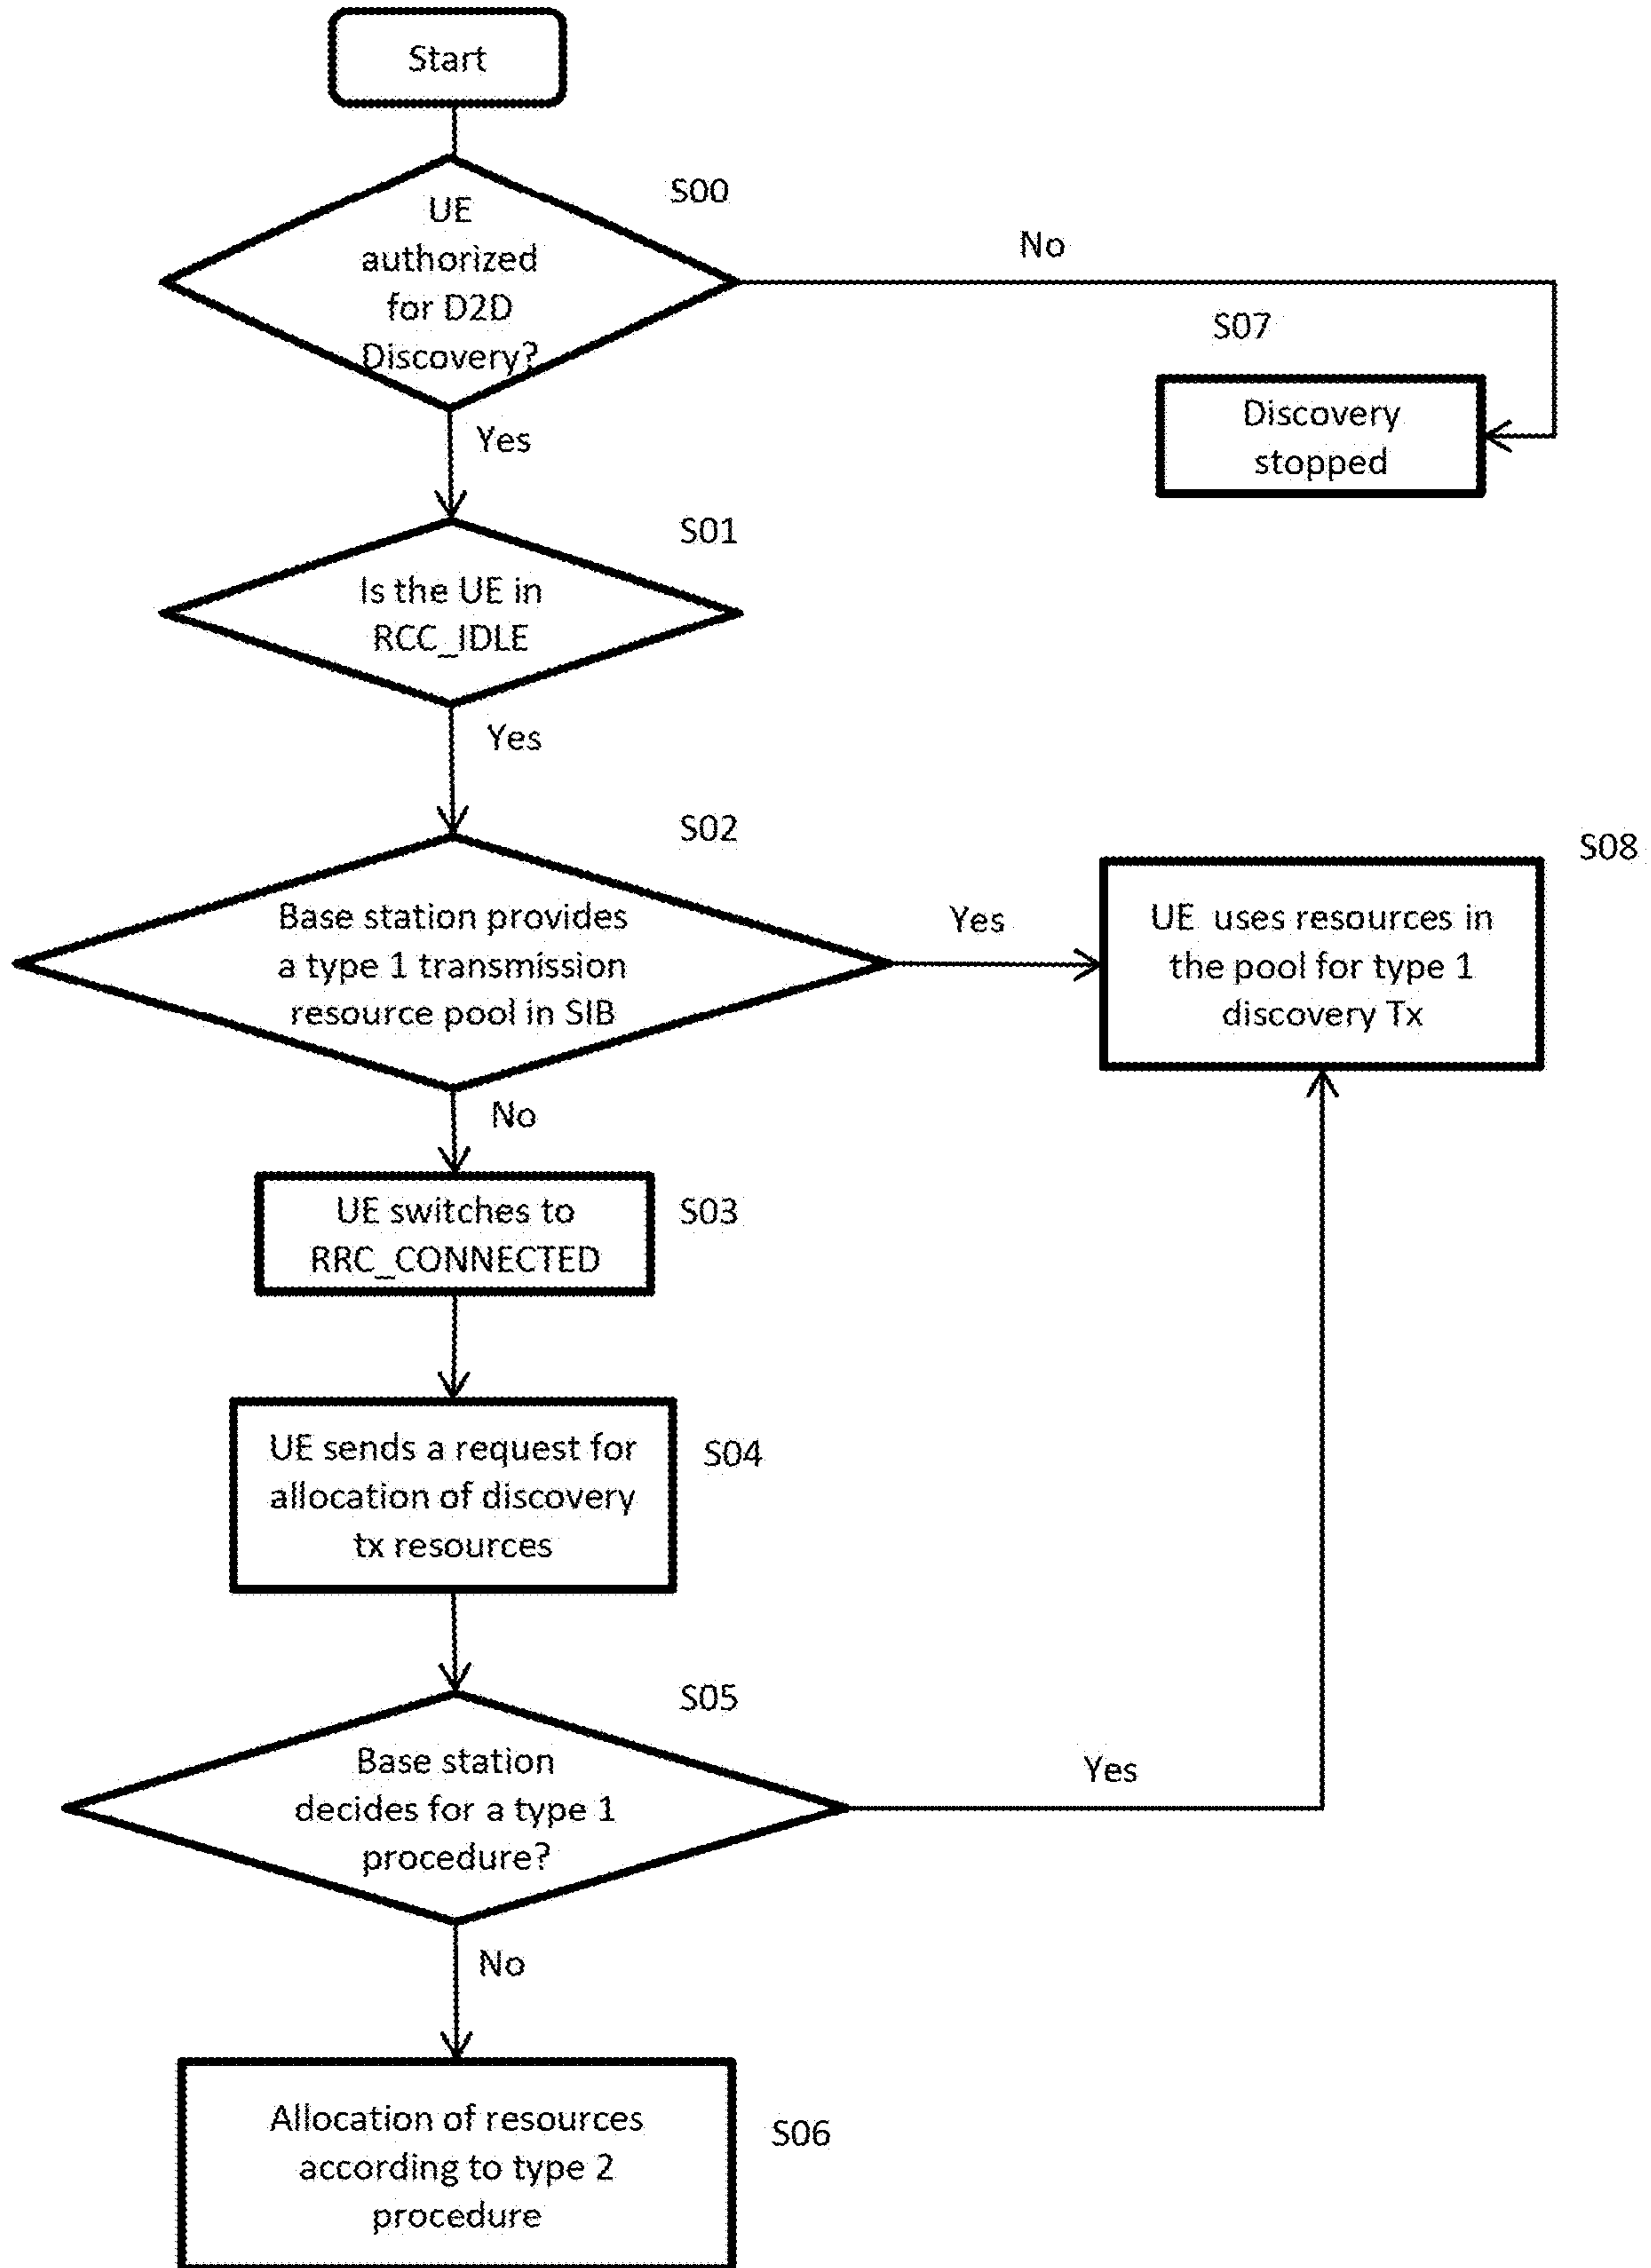 Start
S00
UE
authorized
for D2D
Discovery?
No
S07
Discovery
stopped
Yes
S01
Is the UE in
RCC_IDLE
Yes
S02
Base station provides
a type 1 transmission
resource pool in SIB
Yes
S08
UE uses resources in
the pool for type 1
discovery Tx
No
UE switches to
RRC_CONNECTED
S03
UE sends a request for
allocation of discovery
tx resources
S04
S05
Base station
decides for a type 1
procedure?
Yes
No
Allocation of resources
according to type 2
procedure
S06